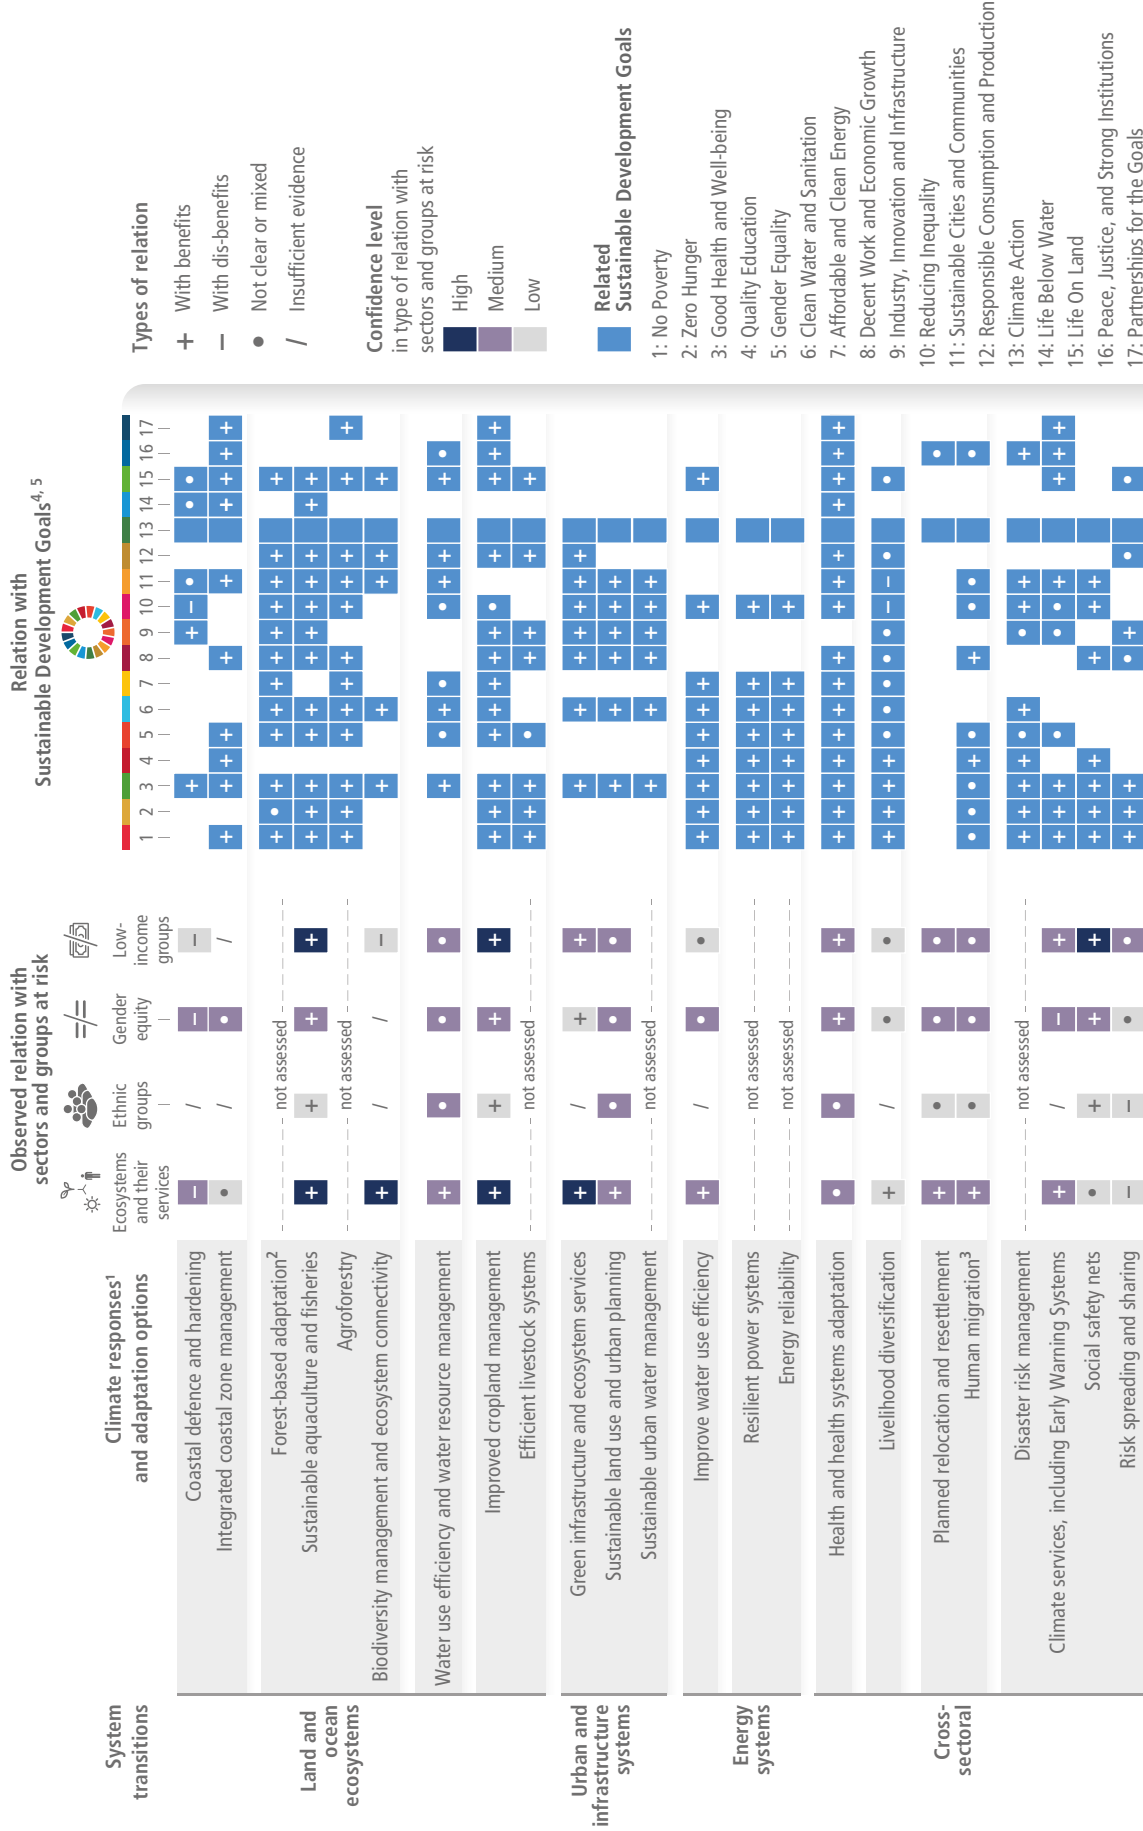 Observed relation with
sectors and groups at risk
Relation with
Sustainable Development Goals4, 5
System
transitions
Climate responses1
and adaptation options
Ecosystems
and their
services
Ethnic
groups
Gender
equity
Low-
income
groups
1 2 3 4 5 6 7 8 9 10 11 12 13 14 15 16 17
Land and
ocean
ecosystems
Coastal defence and hardening − / − − + + − • • •
Integrated coastal zone management • / • / + + + + + + + + + +
Forest-based adaptation2 not assessed + • + + + + + + + + + +
Sustainable aquaculture and fisheries + + + + + + + + + + + + + + + +
Agroforestry not assessed + + + + + + + + + + + +
Biodiversity management and ecosystem connectivity + / / − + + + + +
Water use efficiency and water resource management + • • • + • + • • + + + •
Improved cropland management + + + + + + + + + + + + • + + + +
Efficient livestock systems not assessed + + + • + + + +
Urban and
infrastructure
systems
Green infrastructure and ecosystem services + / + + + + + + + + +
Sustainable land use and urban planning + • • • + + + + + +
Sustainable urban water management not assessed + + + + + +
Energy
systems
Improve water use efficiency + / • • + + + + + + + + +
Resilient power systems not assessed + + + + + + + +
Energy reliability not assessed + + + + + + + +
Cross-
sectoral
Health and health systems adaptation • • + + + + + + + + + + + + + + + + +
Livelihood diversification + / • • + + + + • • • • • − − • •
Planned relocation and resettlement + • • • •
Human migration3 + • • • • • • + • + • • •
Disaster risk management not assessed + + + + • + • + + +
Climate services, including Early Warning Systems + / − + + + + • • • + + + +
Social safety nets • + + + + + + + + + +
Risk spreading and sharing − − • • + + + • + • •
Types of relation
+ With benefits
− With dis-benefits
• Not clear or mixed
/ Insufficient evidence
Confidence level
in type of relation with
sectors and groups at risk
High
Medium
Low
Related
Sustainable Development Goals
1: No Poverty
2: Zero Hunger
3: Good Health and Well-being
4: Quality Education
5: Gender Equality
6: Clean Water and Sanitation
7: Affordable and Clean Energy
8: Decent Work and Economic Growth
9: Industry, Innovation and Infrastructure
10: Reducing Inequality
11: Sustainable Cities and Communities
12: Responsible Consumption and Production
13: Climate Action
14: Life Below Water
15: Life On Land
16: Peace, Justice, and Strong Institutions
17: Partnerships for the Goals